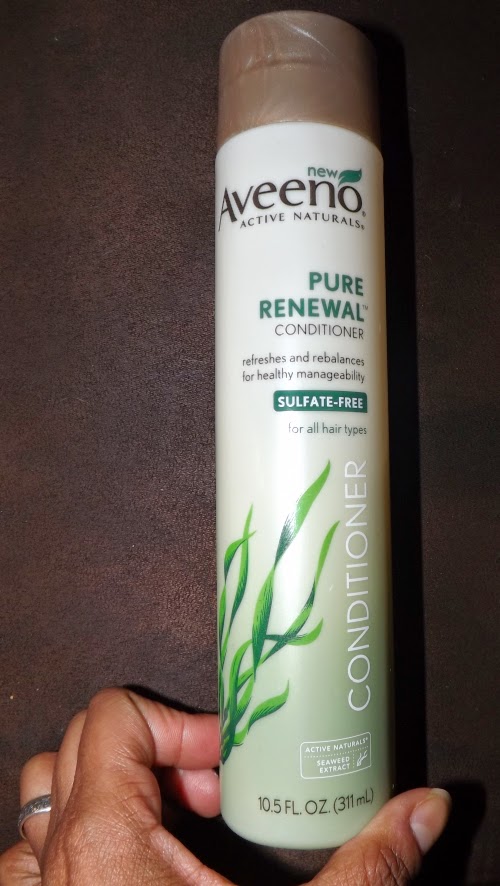 new
Aveeno®
ACTIVE NATURALS®
PURE
RENEWAL™
CONDITIONER
refreshes and rebalances
for healthy manageability
SULFATE-FREE
for all hair types
CONDITIONER
ACTIVE NATURALS®
SEAWEED
EXTRACT
10.5 FL. OZ. (311 mL)